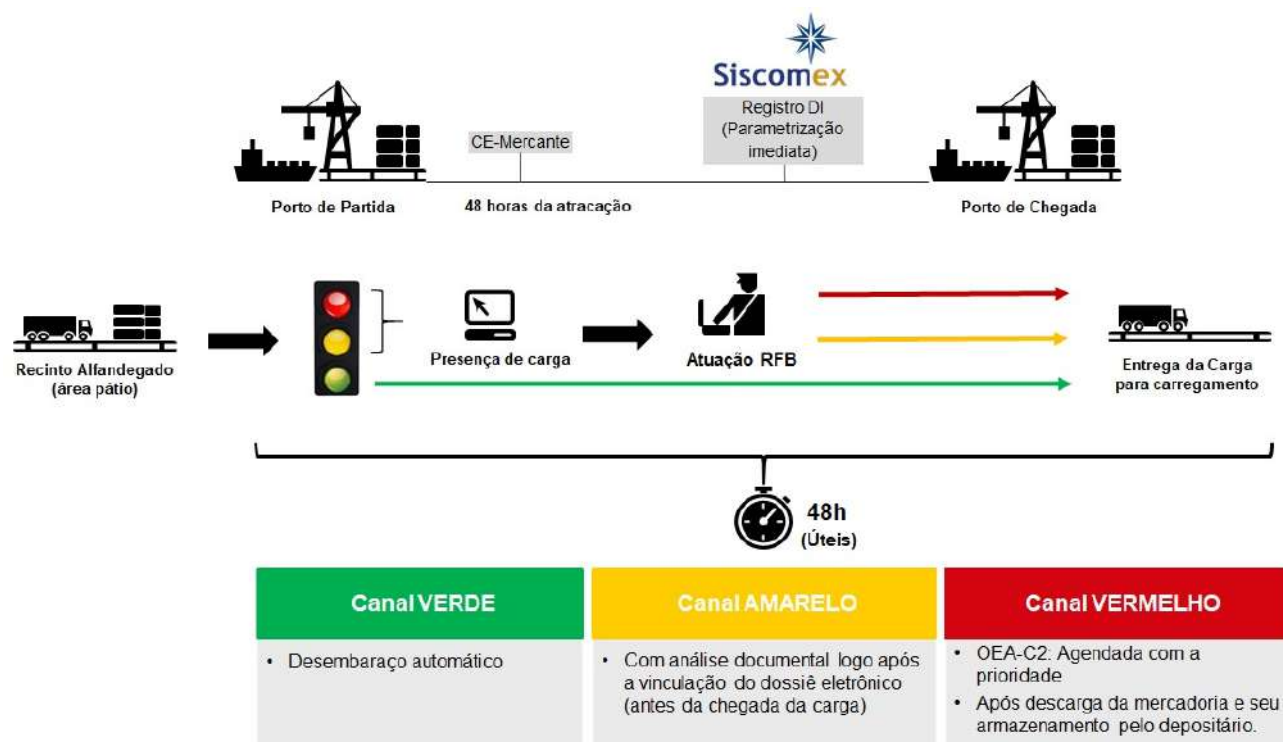 Siscomex
Registro DI
(Parametrização
imediata)
CE-Mercante
Porto de Partida
48 horas da atracação
Porto de Chegada
Recinto Alfandegado
(área pátio)
Presença de carga
Atuação RFB
Entrega da Carga
para carregamento
48h
(Úteis)
Canal VERDE
Canal AMARELO
Canal VERMELHO
• Desembaraço automático
• Com análise documental logo após
a vinculação do dossiê eletrônico
(antes da chegada da carga)
• OEA-C2: Agendada com a
prioridade
• Após descarga da mercadoria e seu
armazenamento pelo depositário.